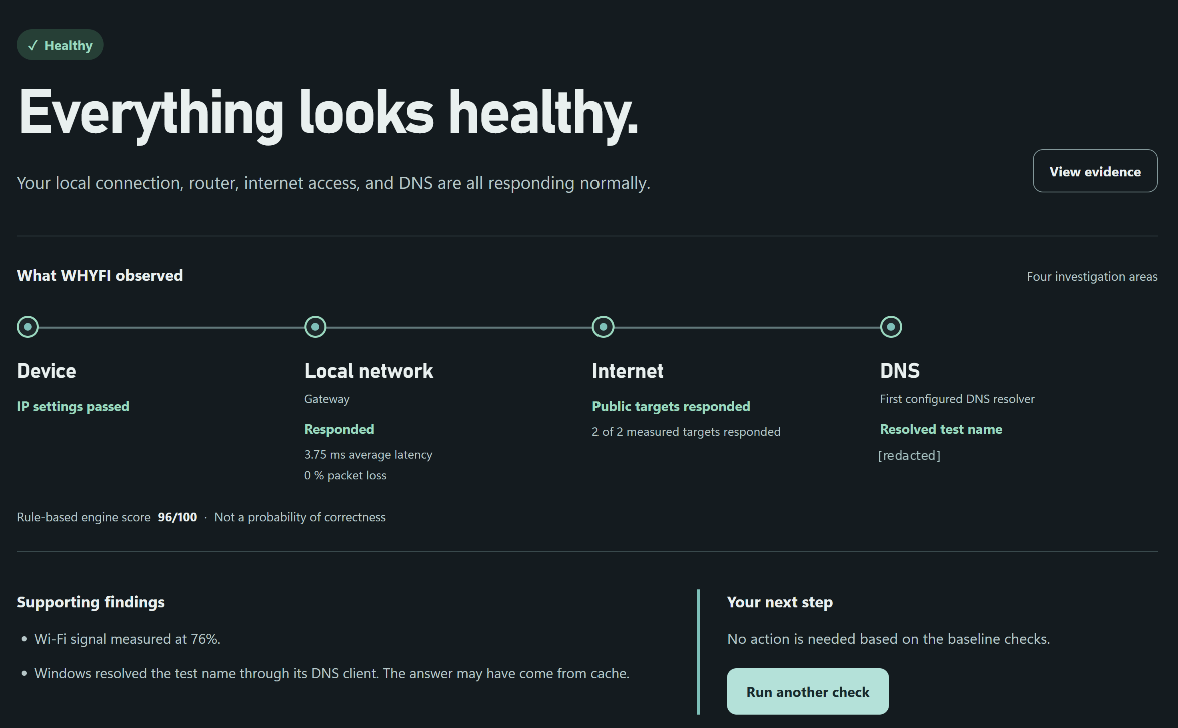 ✓ Healthy
Everything looks healthy.
Your local connection, router, internet access, and DNS are all responding normally.
View evidence
What WHYFI observed
Four investigation areas
Device
IP settings passed
Local network
Gateway
Responded
3.75 ms average latency
0 % packet loss
Internet
Public targets responded
2 of 2 measured targets responded
DNS
First configured DNS resolver
Resolved test name
[redacted]
Rule-based engine score 96/100 · Not a probability of correctness
Supporting findings
• Wi-Fi signal measured at 76%.
• Windows resolved the test name through its DNS client. The answer may have come from cache.
Your next step
No action is needed based on the baseline checks.
Run another check